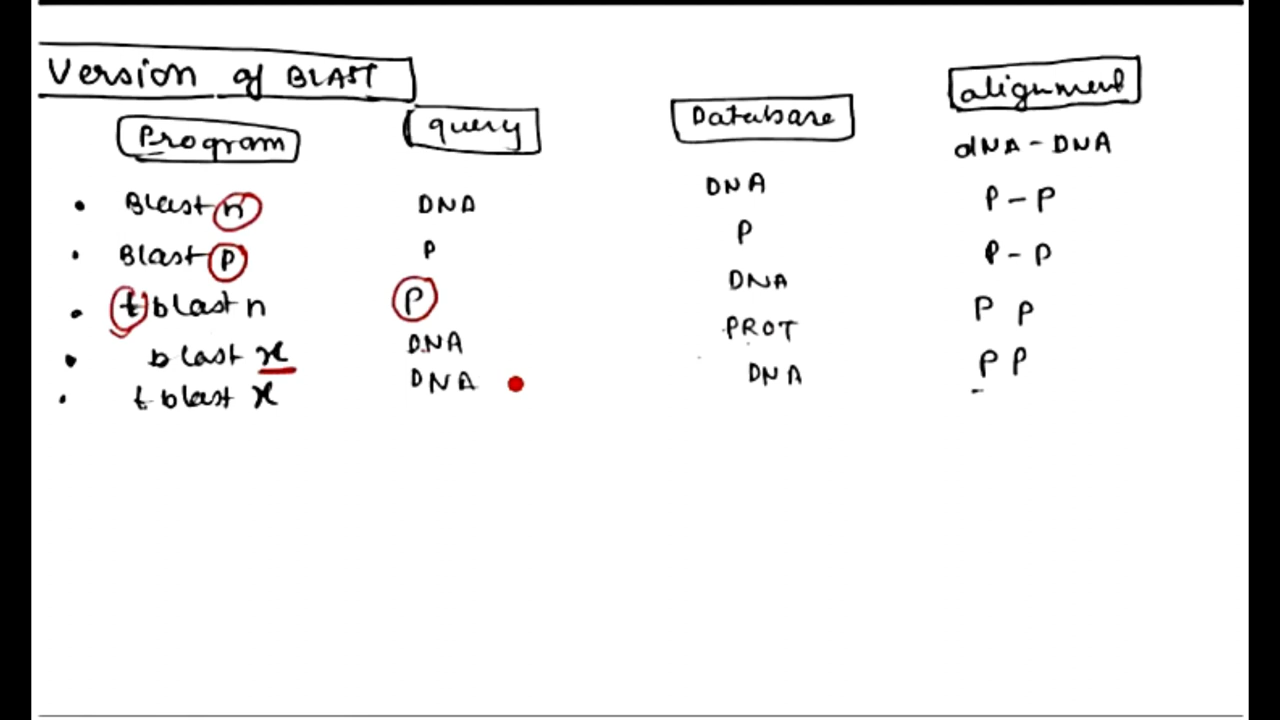 Version of BLAST
Program query Database alignment
dNA - DNA
• Blast n DNA DNA P - P
• Blast p P P P - P
• t blast n P DNA P P
• blast x DNA PROT P P
• t blast x DNA DNA